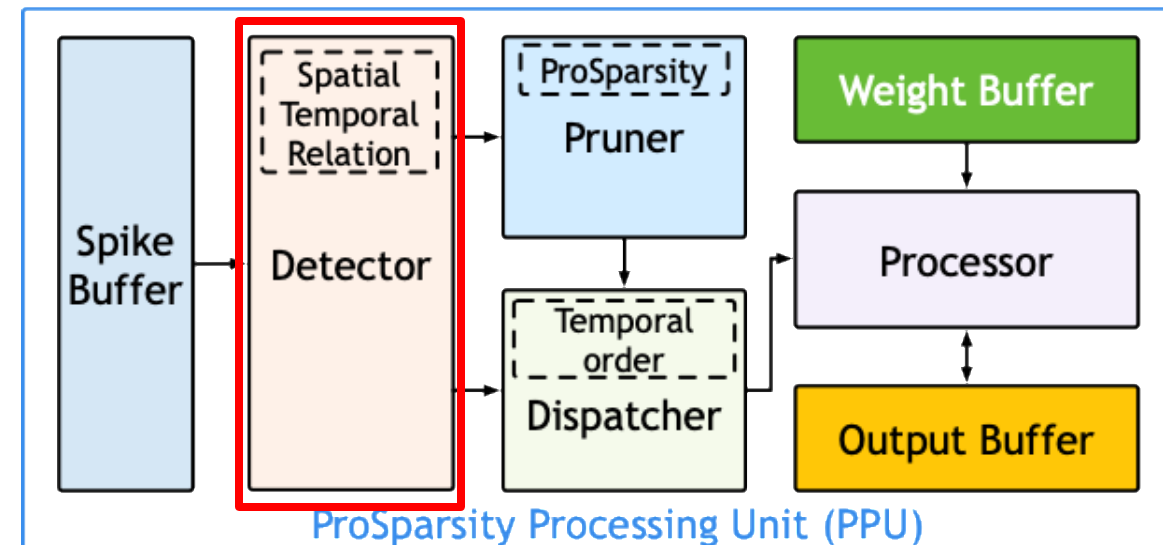 Spike
Buffer
Spatial
Temporal
Relation
Detector
ProSparsity
Pruner
Temporal
order
Dispatcher
Weight Buffer
Processor
Output Buffer
ProSparsity Processing Unit (PPU)